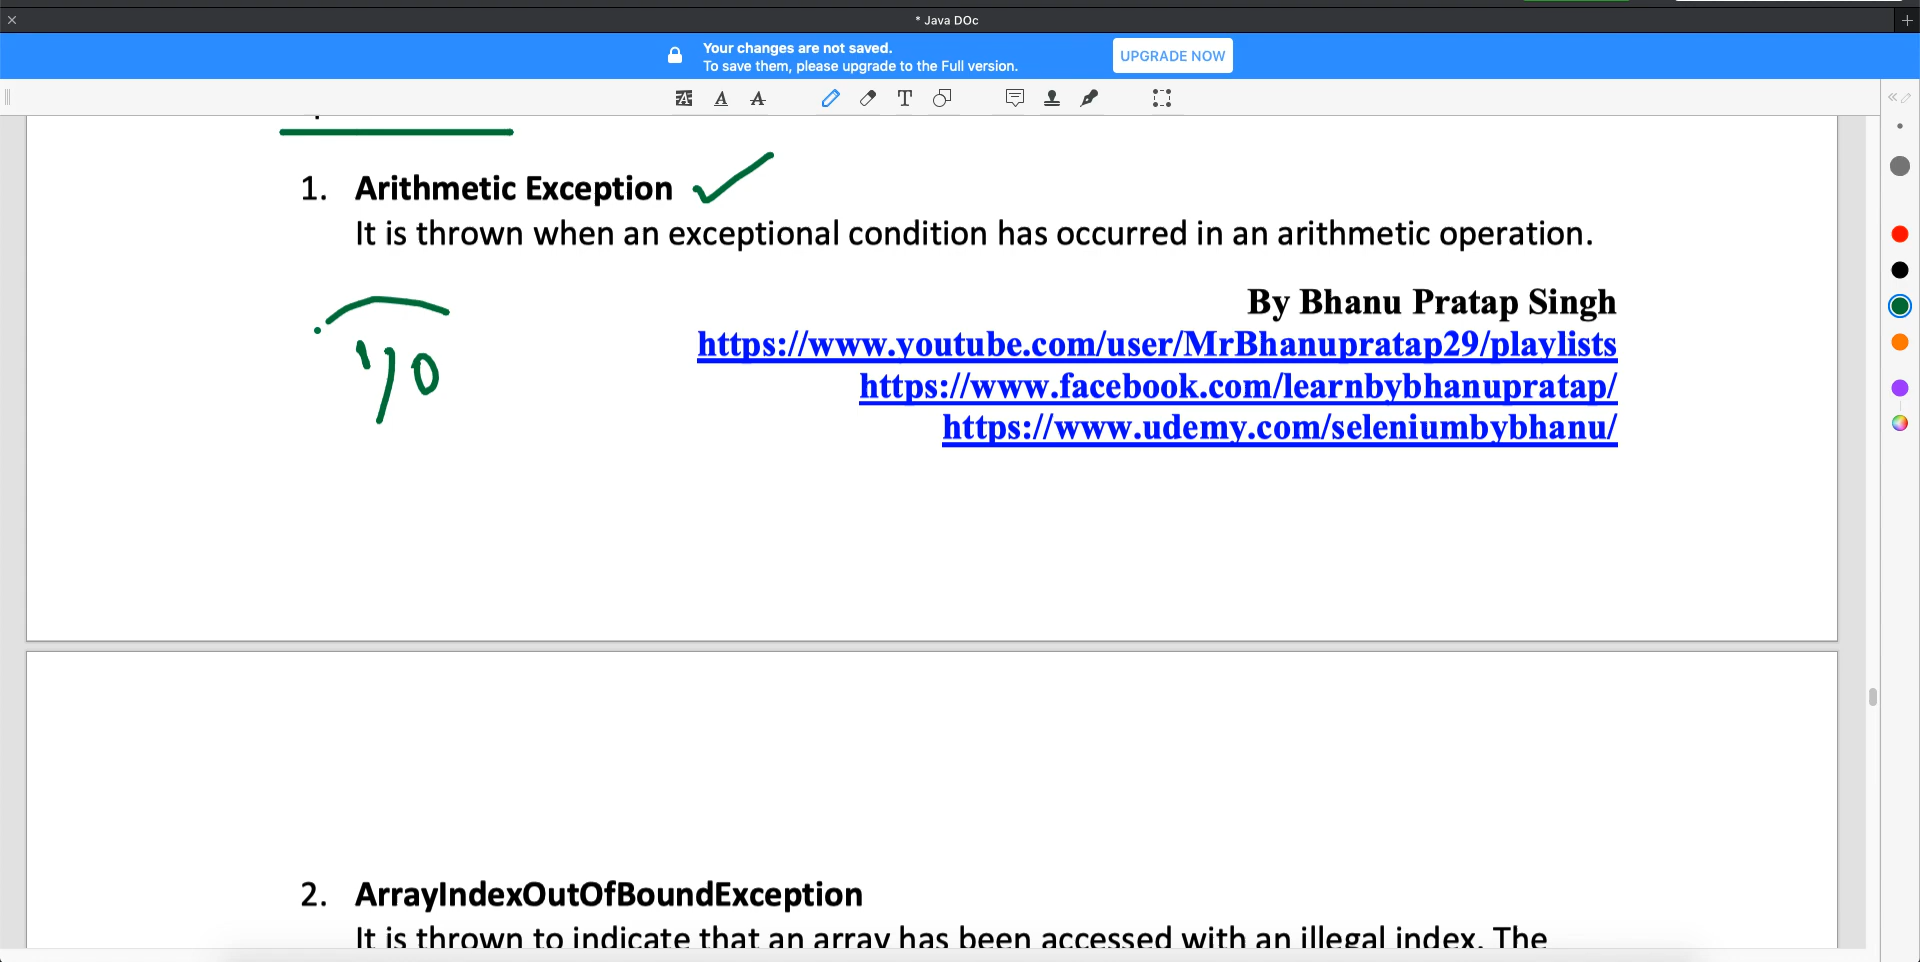 * Java DOc
Your changes are not saved.
To save them, please upgrade to the Full version.
UPGRADE NOW
1. Arithmetic Exception
It is thrown when an exceptional condition has occurred in an arithmetic operation.
1/0
By Bhanu Pratap Singh
https://www.youtube.com/user/MrBhanupratap29/playlists
https://www.facebook.com/learnbybhanupratap/
https://www.udemy.com/seleniumbybhanu/
2. ArrayIndexOutOfBoundException
It is thrown to indicate that an array has been accessed with an illegal index. The